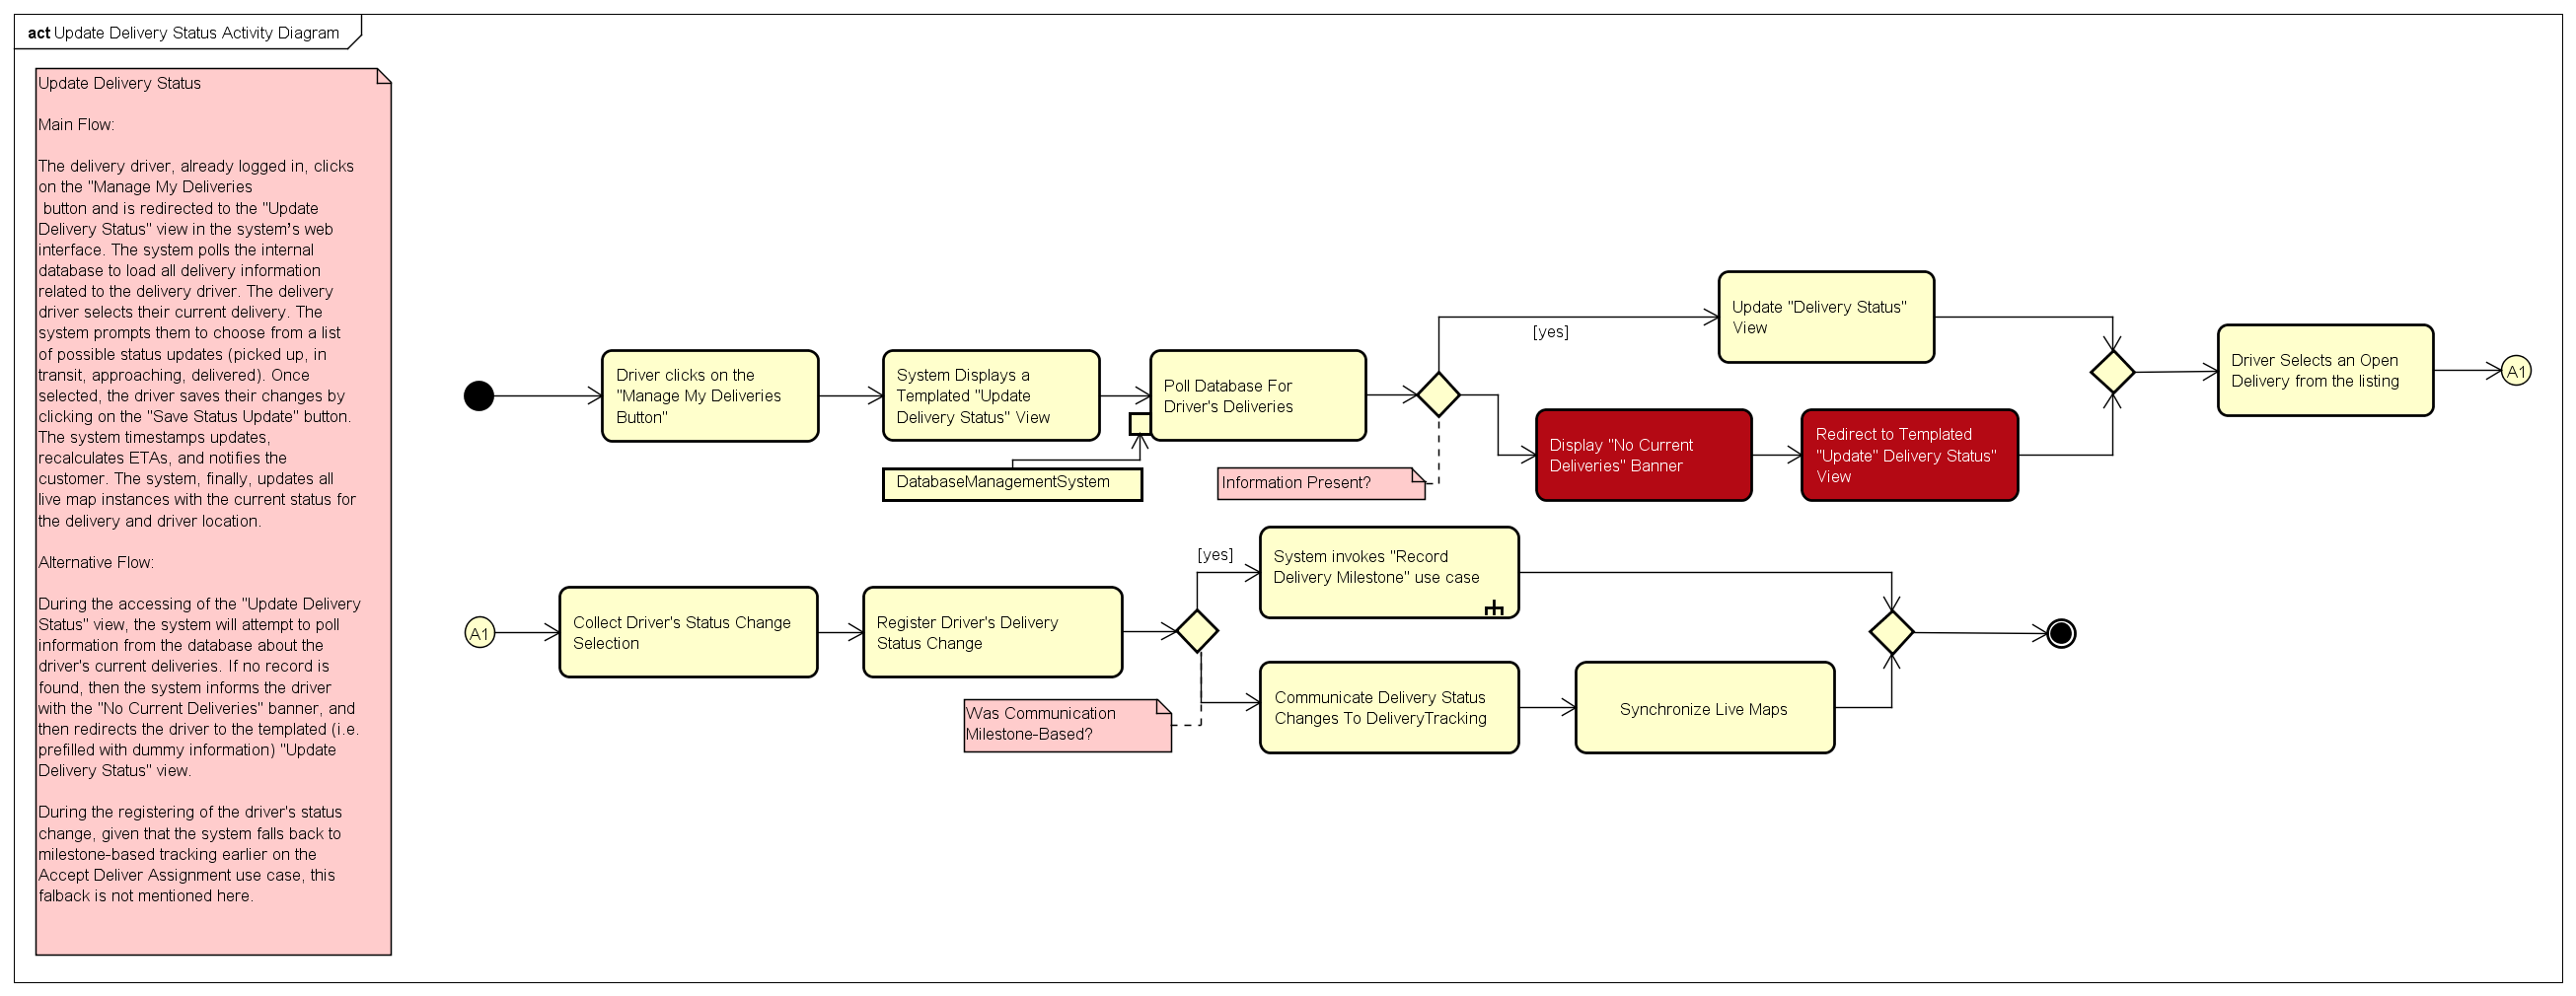 act Update Delivery Status Activity Diagram
Update Delivery Status
Main Flow:
The delivery driver, already logged in, clicks
on the "Manage My Deliveries
button and is redirected to the "Update
Delivery Status" view in the system's web
interface. The system polls the internal
database to load all delivery information
related to the delivery driver. The delivery
driver selects their current delivery. The
system prompts them to choose from a list
of possible status updates (picked up, in
transit, approaching, delivered). Once
selected, the driver saves their changes by
clicking on the "Save Status Update" button.
The system timestamps updates,
recalculates ETAs, and notifies the
customer. The system, finally, updates all
live map instances with the current status for
the delivery and driver location.
Alternative Flow:
During the accessing of the "Update Delivery
Status" view, the system will attempt to poll
information from the database about the
driver's current deliveries. If no record is
found, then the system informs the driver
with the "No Current Deliveries" banner, and
then redirects the driver to the templated (i.e.
prefilled with dummy information) "Update
Delivery Status" view.
During the registering of the driver's status
change, given that the system falls back to
milestone-based tracking earlier on the
Accept Deliver Assignment use case, this
falback is not mentioned here.
Driver clicks on the
"Manage My Deliveries
Button"
System Displays a
Templated "Update
Delivery Status" View
DatabaseManagementSystem
Poll Database For
Driver's Deliveries
Information Present?
[yes]
Update "Delivery Status"
View
Display "No Current
Deliveries" Banner
Redirect to Templated
"Update" Delivery Status"
View
Driver Selects an Open
Delivery from the listing
A1
A1
Collect Driver's Status Change
Selection
Register Driver's Delivery
Status Change
Was Communication
Milestone-Based?
[yes]
System invokes "Record
Delivery Milestone" use case
Communicate Delivery Status
Changes To DeliveryTracking
Synchronize Live Maps